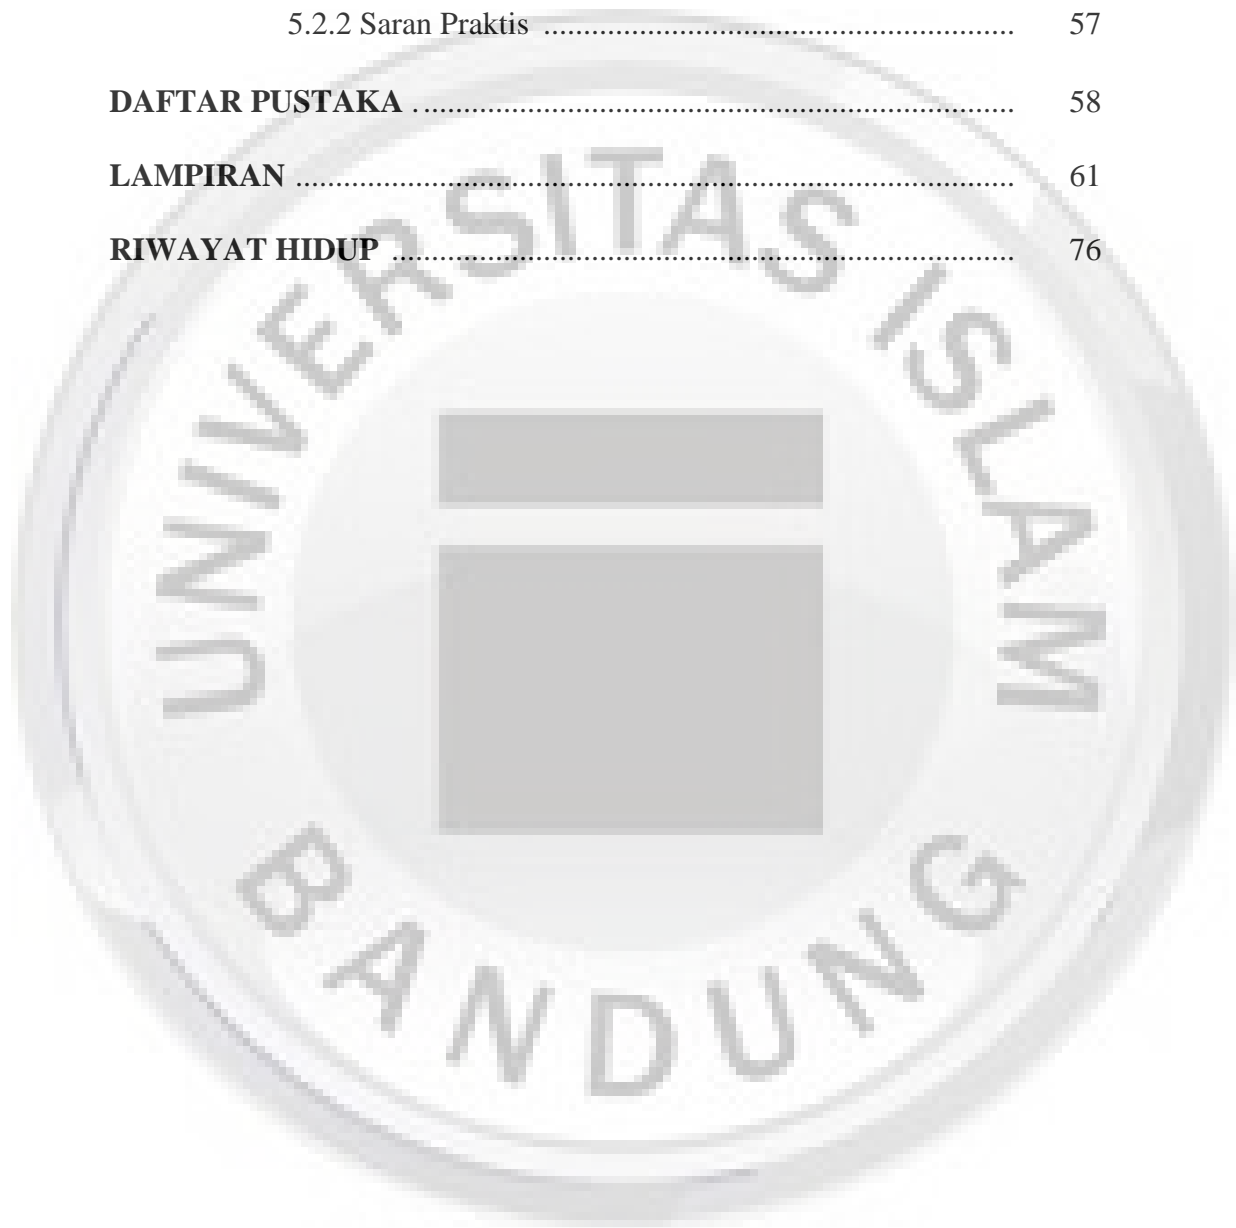 5.2.2 Saran Praktis .......................................................... 57
DAFTAR PUSTAKA ......................................................................... 58
LAMPIRAN ......................................................................................... 61
RIWAYAT HIDUP ............................................................................. 76
UNIVERSITAS ISLAM
BANDUNG